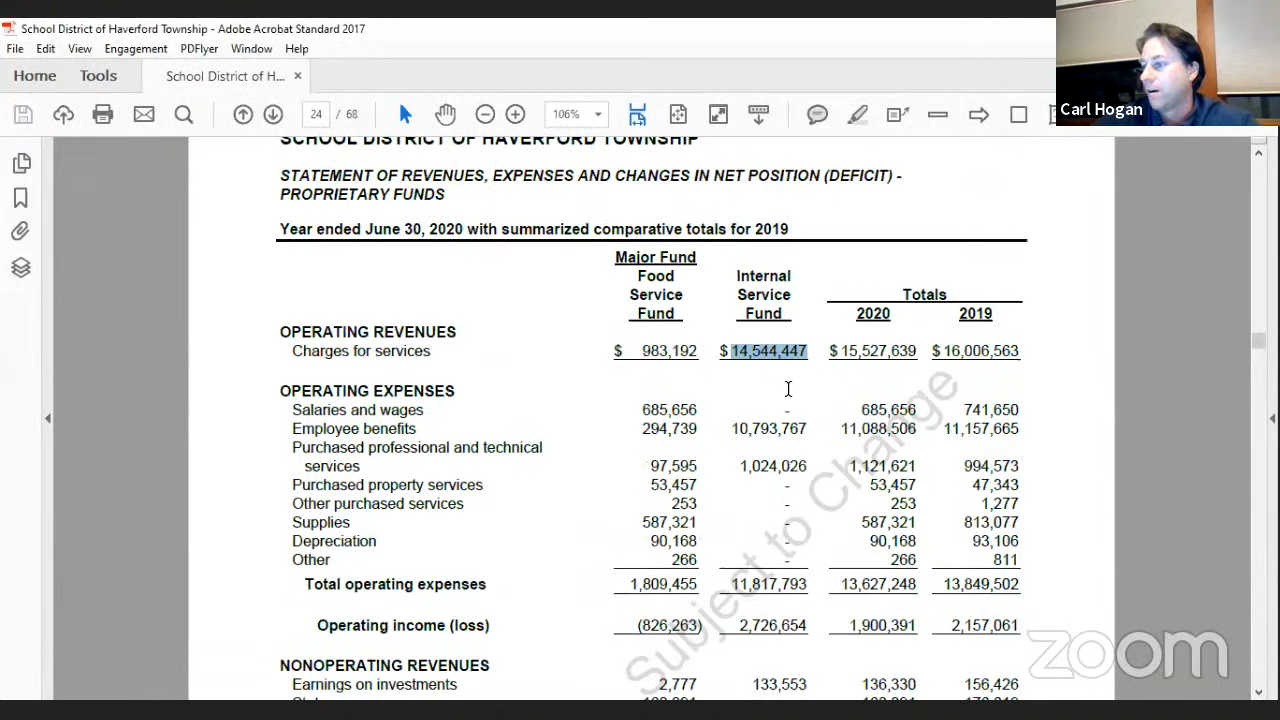 School District of Haverford Township - Adobe Acrobat Standard 2017
File Edit View Engagement PDFlyer Window Help
Home Tools School District of H... ×
24 / 68 106%
Carl Hogan
SCHOOL DISTRICT OF HAVERFORD TOWNSHIP
STATEMENT OF REVENUES, EXPENSES AND CHANGES IN NET POSITION (DEFICIT) -
PROPRIETARY FUNDS
Year ended June 30, 2020 with summarized comparative totals for 2019
Major Fund
Food Internal
Service Service Totals
Fund Fund 2020 2019
OPERATING REVENUES
Charges for services $ 983,192 $ 14,544,447 $ 15,527,639 $ 16,006,563
OPERATING EXPENSES
Salaries and wages 685,656 - 685,656 741,650
Employee benefits 294,739 10,793,767 11,088,506 11,157,665
Purchased professional and technical
services 97,595 1,024,026 1,121,621 994,573
Purchased property services 53,457 - 53,457 47,343
Other purchased services 253 - 253 1,277
Supplies 587,321 - 587,321 813,077
Depreciation 90,168 - 90,168 93,106
Other 266 - 266 811
Total operating expenses 1,809,455 11,817,793 13,627,248 13,849,502
Operating income (loss) (826,263) 2,726,654 1,900,391 2,157,061
NONOPERATING REVENUES
Earnings on investments 2,777 133,553 136,330 156,426
Subject to Change
zoom